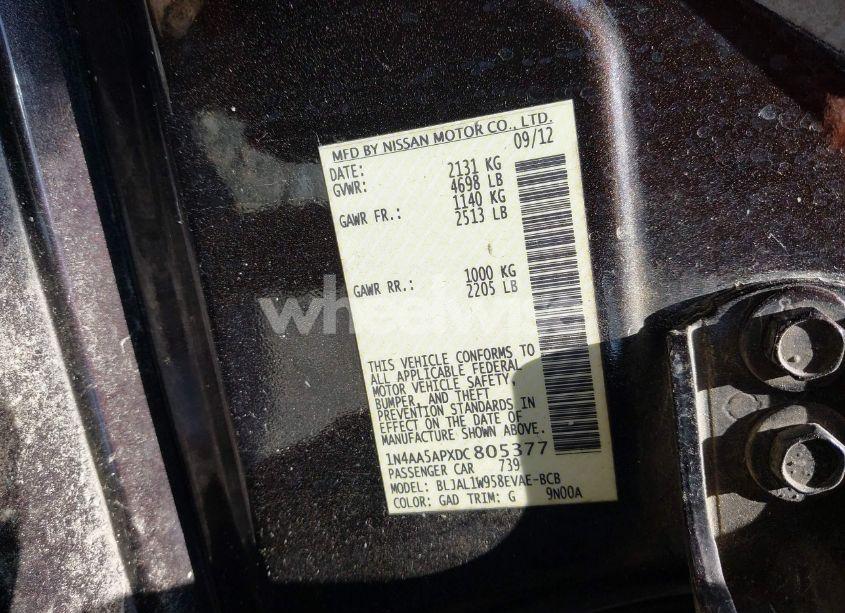 MFD BY NISSAN MOTOR CO., LTD.
DATE: 09/12
GVWR: 2131 KG
4698 LB
GAWR FR.: 1140 KG
2513 LB
GAWR RR.: 1000 KG
2205 LB
THIS VEHICLE CONFORMS TO
ALL APPLICABLE FEDERAL
MOTOR VEHICLE SAFETY,
BUMPER, AND THEFT
PREVENTION STANDARDS IN
EFFECT ON THE DATE OF
MANUFACTURE SHOWN ABOVE.
1N4AA5APXDC805377
PASSENGER CAR 739
MODEL: BLJAL1W958EVAE-BCB
COLOR: GAD TRIM: G 9N00A